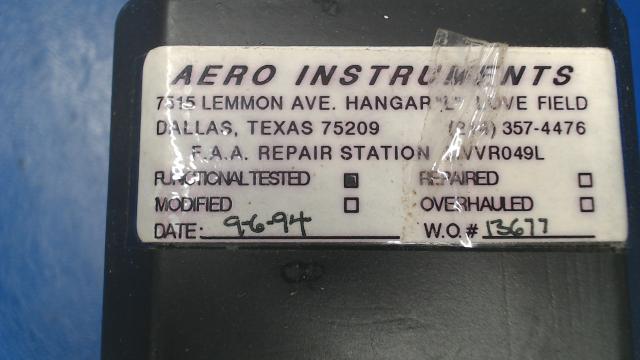 AERO INSTRUMENTS
7515 LEMMON AVE. HANGAR "L" LOVE FIELD
DALLAS, TEXAS 75209 (214) 357-4476
F.A.A. REPAIR STATION
FUNCTIONAL TESTED REPAIRED
MODIFIED OVERHAULED
DATE: 9-6-94 W.O. # 13677